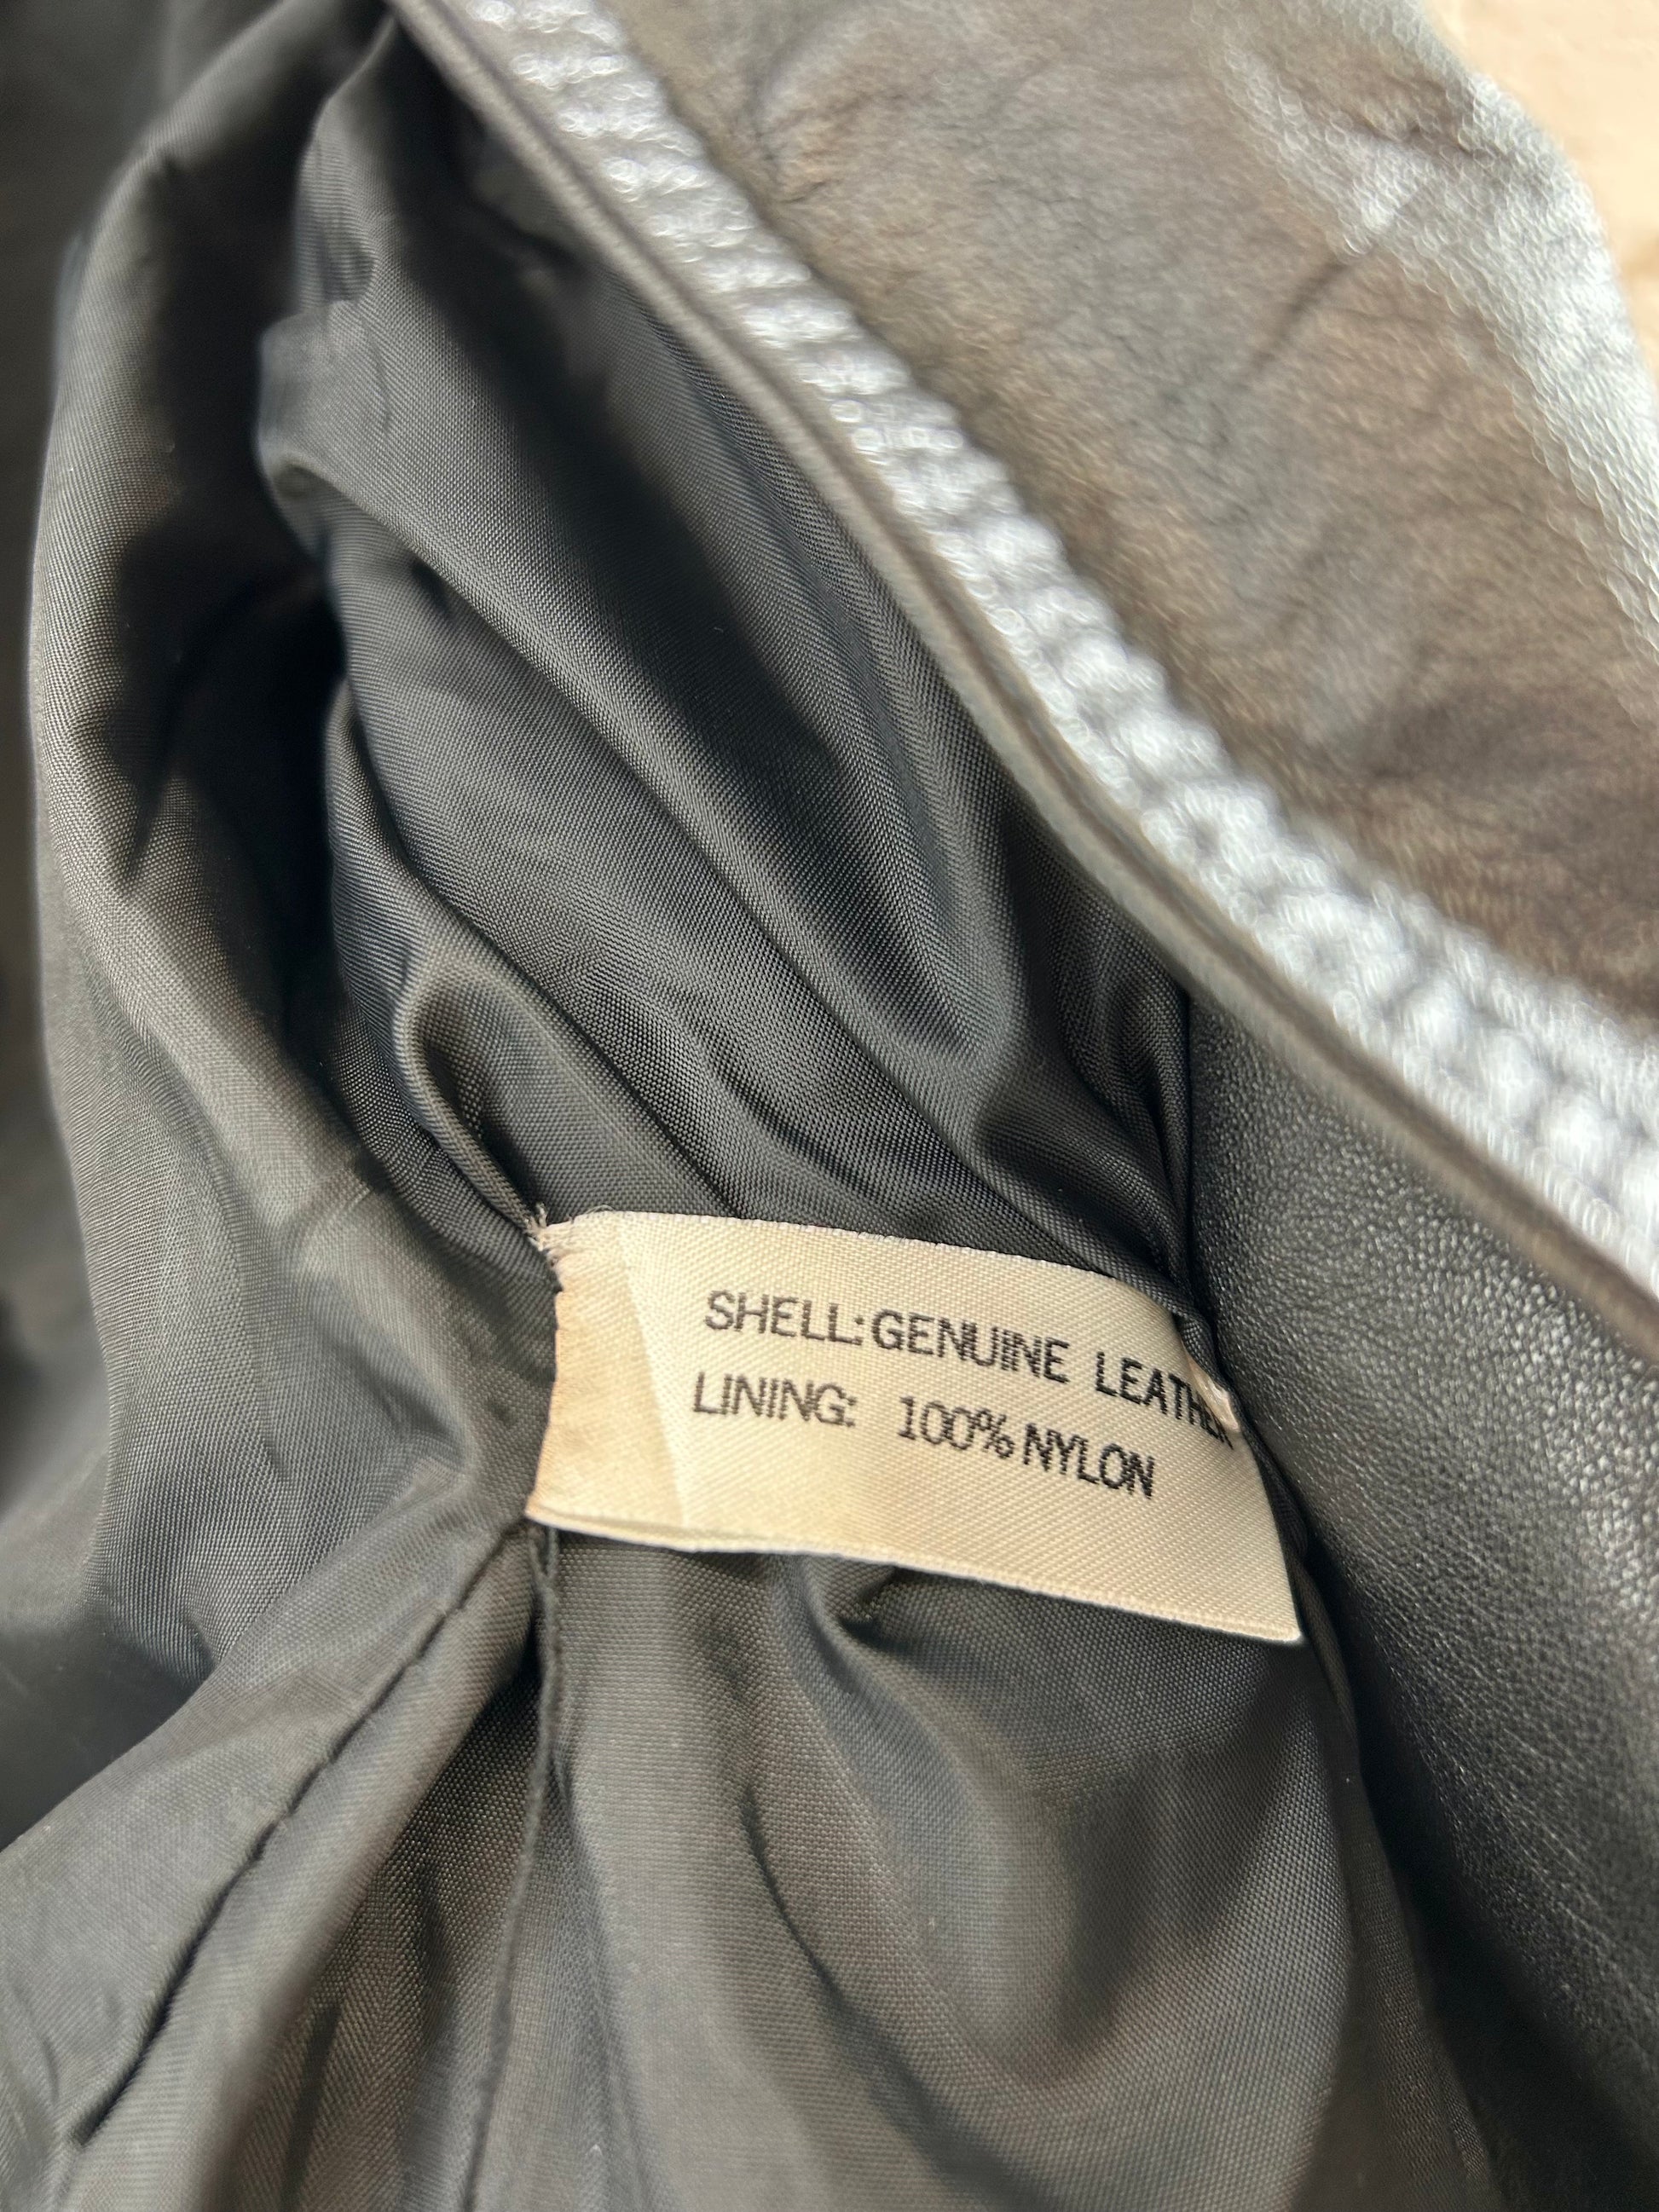 SHELL: GENUINE LEATHER
LINING: 100% NYLON